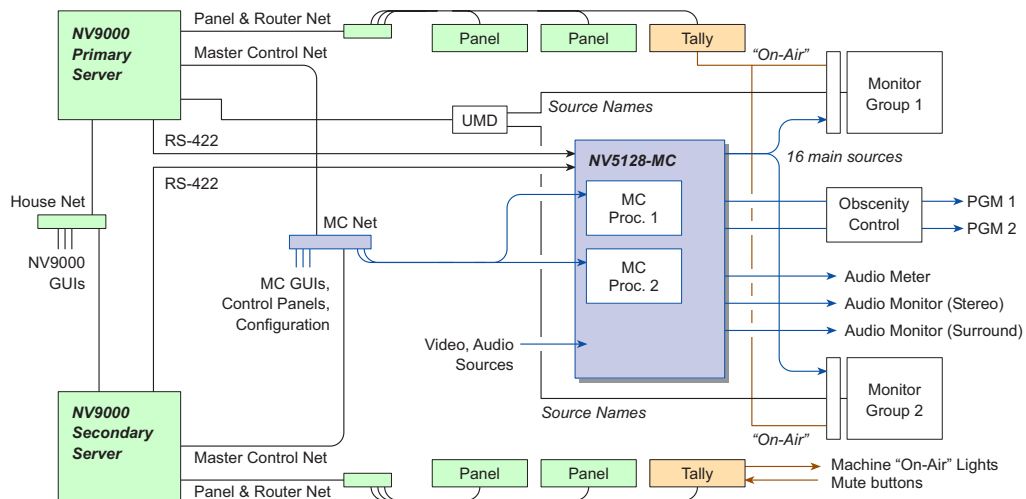 NV9000
Primary
Server
Panel & Router Net
Master Control Net
Panel
Panel
Tally
"On-Air"
Monitor
Group 1
Source Names
UMD
RS-422
RS-422
NV5128-MC
16 main sources
MC
Proc. 1
MC
Proc. 2
Obscenity
Control
PGM 1
PGM 2
House Net
NV9000
GUIs
MC Net
MC GUIs,
Control Panels,
Configuration
Audio Meter
Audio Monitor (Stereo)
Audio Monitor (Surround)
Video, Audio
Sources
Monitor
Group 2
Source Names
"On-Air"
NV9000
Secondary
Server
Master Control Net
Panel & Router Net
Panel
Panel
Tally
Machine "On-Air" Lights
Mute buttons